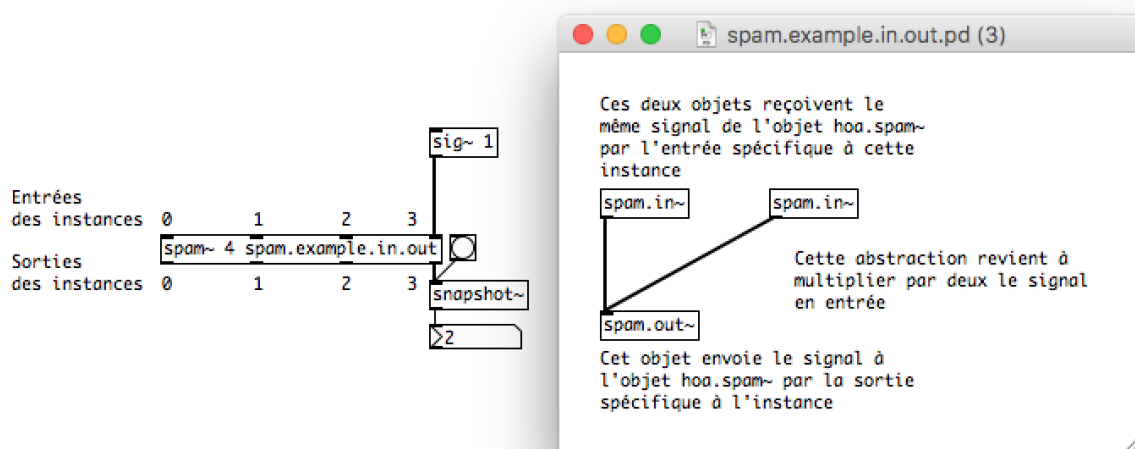 sig~ 1
Entrées
des instances 0 1 2 3
spam~ 4 spam.example.in.out
Sorties
des instances 0 1 2 3
snapshot~
2
spam.example.in.out.pd (3)
Ces deux objets reçoivent le
même signal de l'objet hoa.spam~
par l'entrée spécifique à cette
instance
spam.in~ spam.in~
Cette abstraction revient à
multiplier par deux le signal
en entrée
spam.out~
Cet objet envoie le signal à
l'objet hoa.spam~ par la sortie
spécifique à l'instance